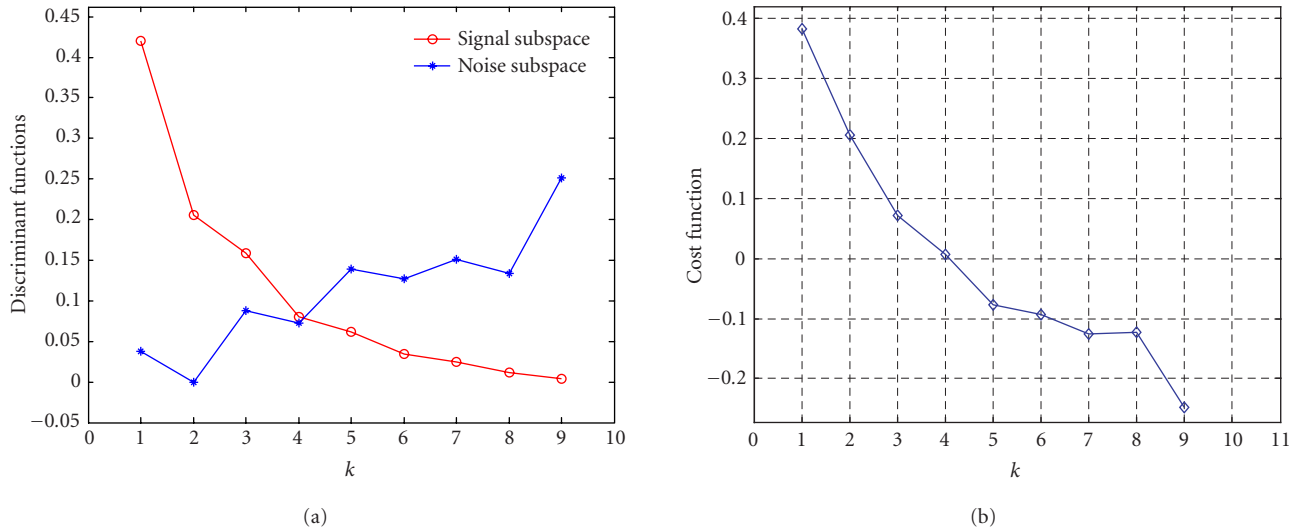 0.45
0.4
0.35
0.3
0.25
0.2
0.15
0.1
0.05
0
−0.05
Discriminant functions
Signal subspace
Noise subspace
0 1 2 3 4 5 6 7 8 9 10
k
(a)
0.4
0.3
0.2
0.1
0
−0.1
−0.2
Cost function
0 1 2 3 4 5 6 7 8 9 10 11
k
(b)